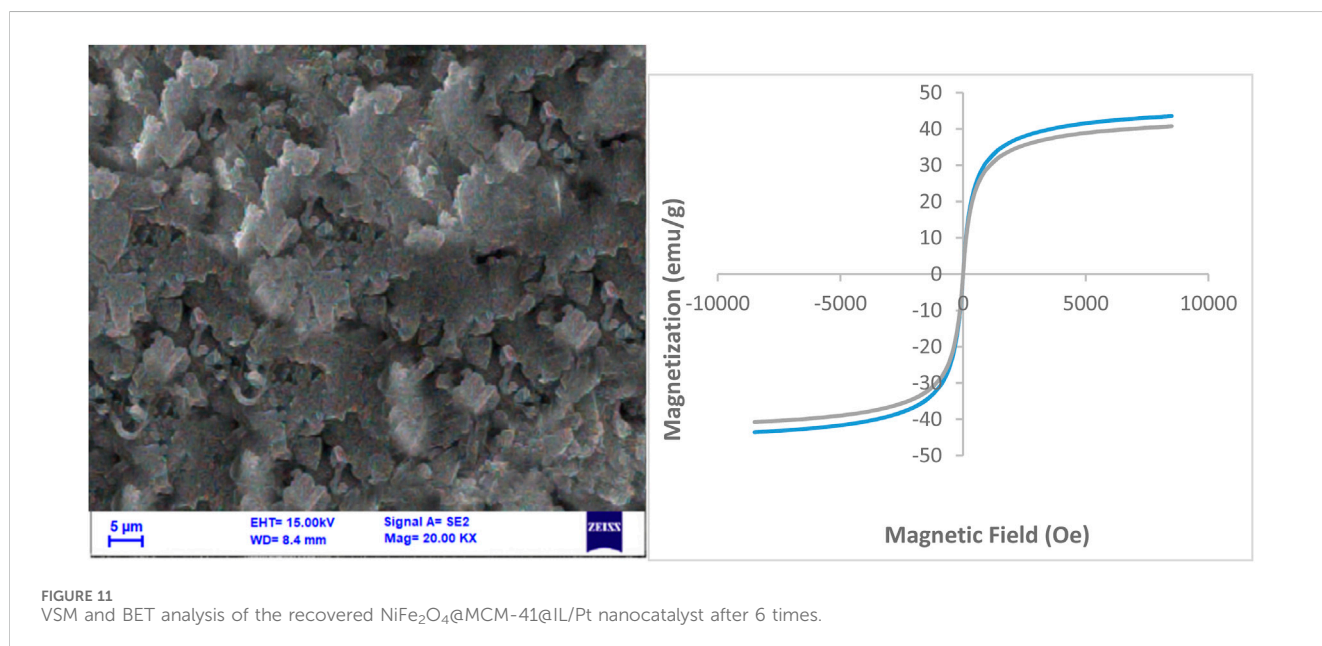 5 µm
EHT= 15.00kV
Signal A= SE2
WD= 8.4 mm
Mag= 20.00 KX
ZEISS
Magnetization (emu/g)
50
40
30
20
10
0
-10000
-5000
0
5000
10000
-10
-20
-30
-40
-50
Magnetic Field (Oe)
FIGURE 11
VSM and BET analysis of the recovered NiFe₂O₄@MCM-41@IL/Pt nanocatalyst after 6 times.